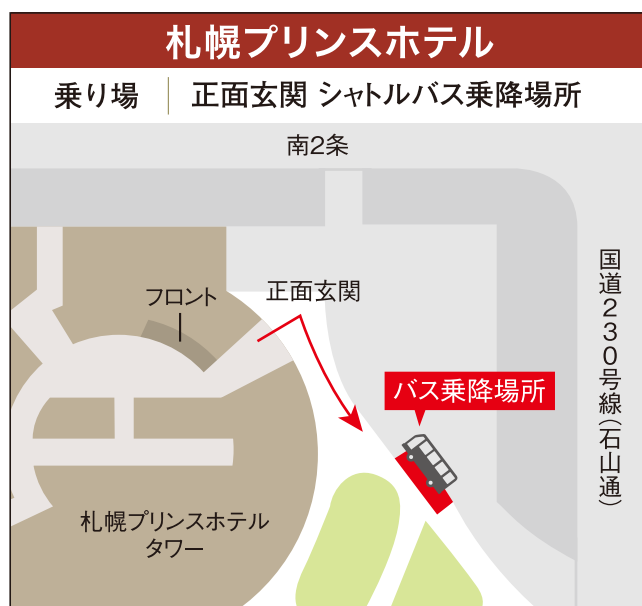 札幌プリンスホテル
乗り場 正面玄関 シャトルバス乗降場所
南2条
フロント
正面玄関
国道230号線(石山通)
バス乗降場所
札幌プリンスホテル
タワー